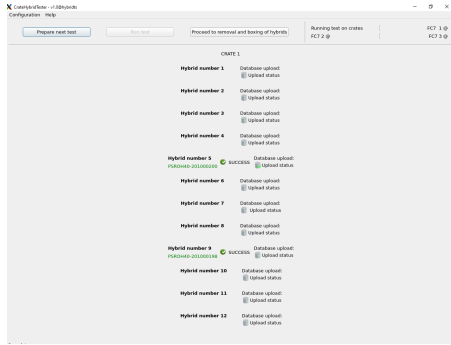 CrateHybridTester - v1.0@hybridts
Configuration Help
Prepare next test
Run test
Proceed to removal and boxing of hybrids
Running test on crates
FC7 2 @
FC7 1 @
FC7 3 @
CRATE 1
Hybrid number 1 Database upload:
Upload status
Hybrid number 2 Database upload:
Upload status
Hybrid number 3 Database upload:
Upload status
Hybrid number 4 Database upload:
Upload status
Hybrid number 5 SUCCESS Database upload:
PSROH40-201000200 Upload status
Hybrid number 6 Database upload:
Upload status
Hybrid number 7 Database upload:
Upload status
Hybrid number 8 Database upload:
Upload status
Hybrid number 9 SUCCESS Database upload:
PSROH40-201000198 Upload status
Hybrid number 10 Database upload:
Upload status
Hybrid number 11 Database upload:
Upload status
Hybrid number 12 Database upload:
Upload status